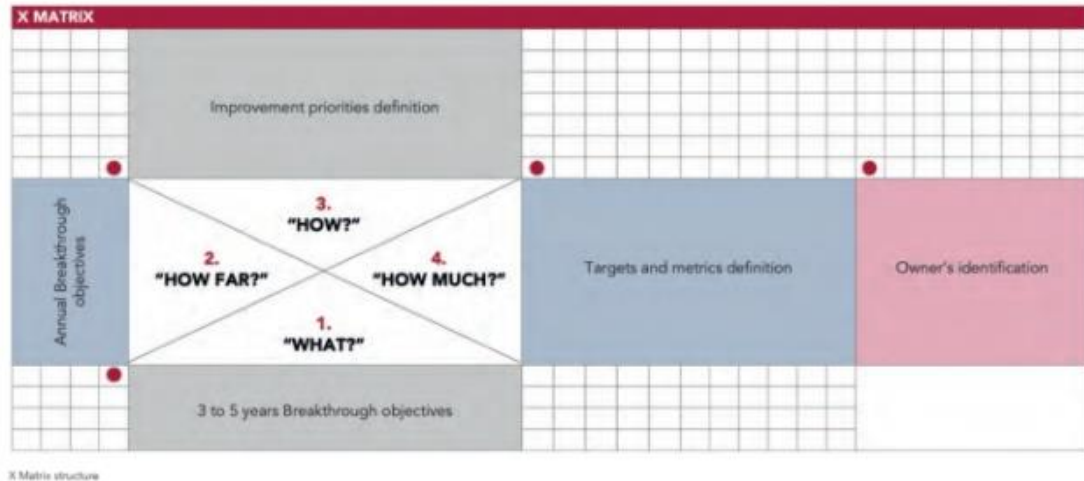 X MATRIX
Improvement priorities definition
3.
"HOW?"
Annual Breakthrough
objectives
2.
"HOW FAR?"
4.
"HOW MUCH?"
Targets and metrics definition
Owner's identification
1.
"WHAT?"
3 to 5 years Breakthrough objectives
X Matrix structure